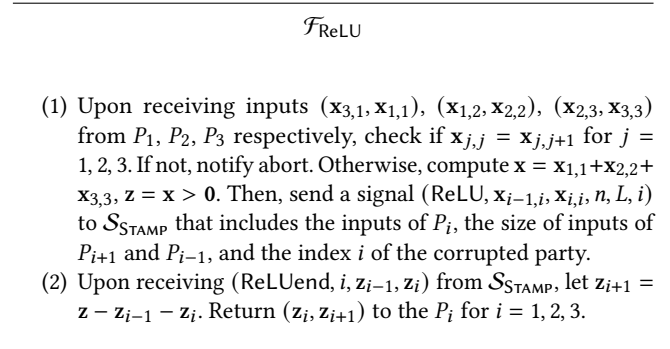 ℱReLU
(1) Upon receiving inputs (x3,1, x1,1), (x1,2, x2,2), (x2,3, x3,3)
from P1, P2, P3 respectively, check if xj,j = xj,j+1 for j =
1, 2, 3. If not, notify abort. Otherwise, compute x = x1,1+x2,2+
x3,3, z = x > 0. Then, send a signal (ReLU, xi−1,i, xi,i, n, L, i)
to 𝒮STAMP that includes the inputs of Pi, the size of inputs of
Pi+1 and Pi−1, and the index i of the corrupted party.
(2) Upon receiving (ReLUend, i, zi−1, zi) from 𝒮STAMP, let zi+1 =
z − zi−1 − zi. Return (zi, zi+1) to the Pi for i = 1, 2, 3.